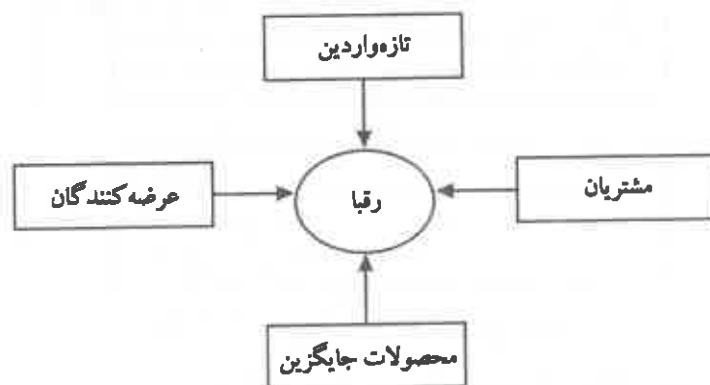 تازه‌واردین
مشتریان
رقبا
عرضه‌کنندگان
محصولات جایگزین